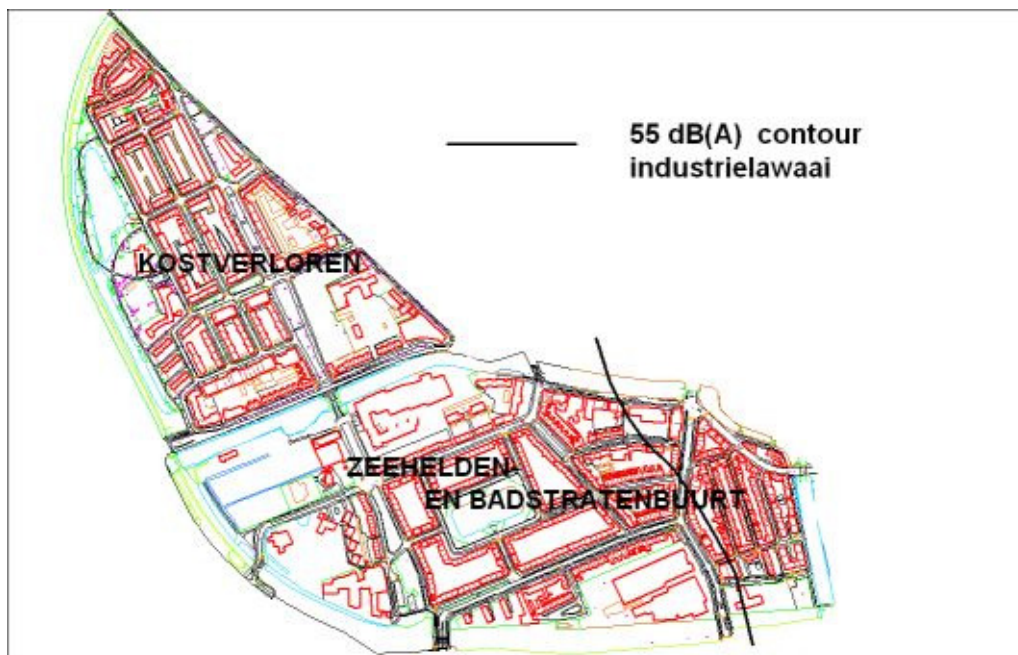 55 dB(A) contour
industrielawaai
KOSTVERLOREN
ZEEHELDEN-
EN BADSTRATENBUURT